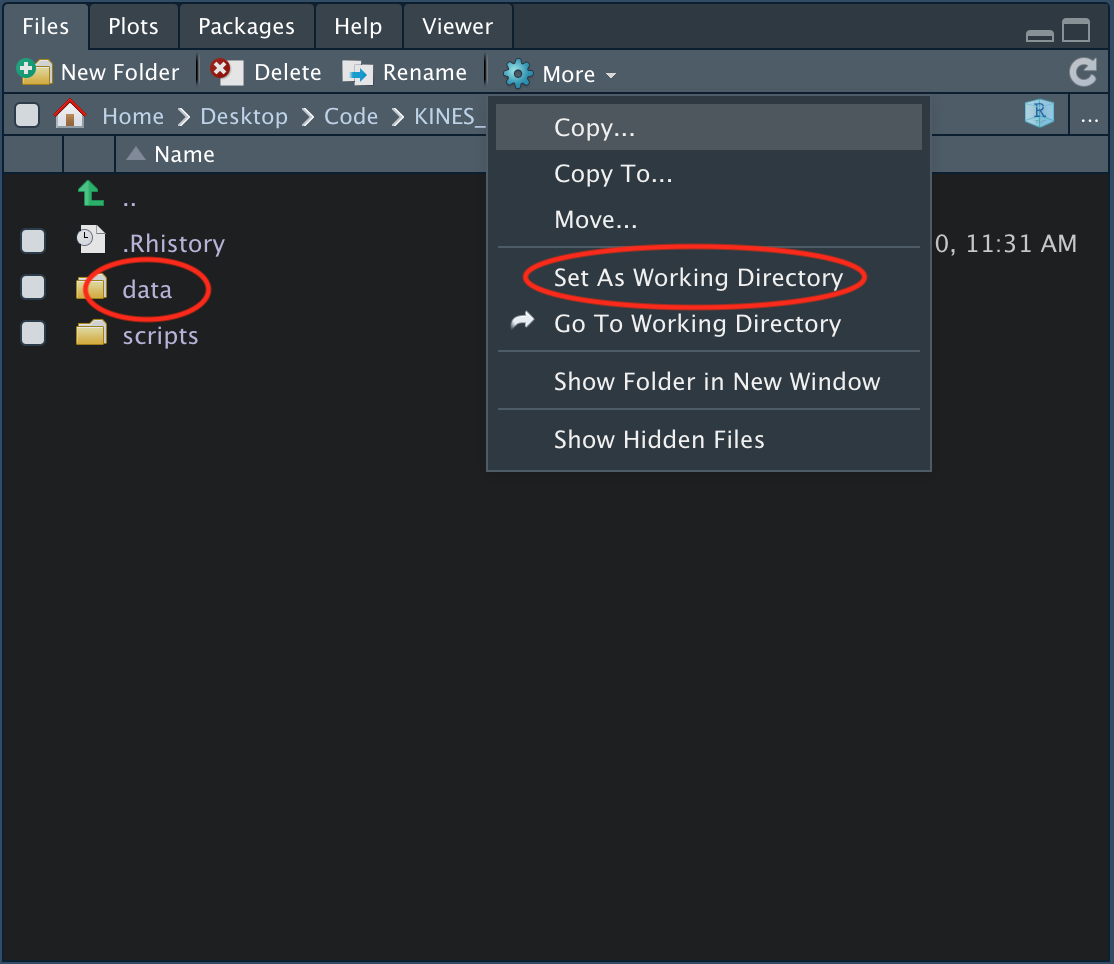 Files Plots Packages Help Viewer
New Folder Delete Rename More
Home Desktop Code KINES_ R ...
Name
..
.Rhistory 0, 11:31 AM
data
scripts
Copy...
Copy To...
Move...
Set As Working Directory
Go To Working Directory
Show Folder in New Window
Show Hidden Files